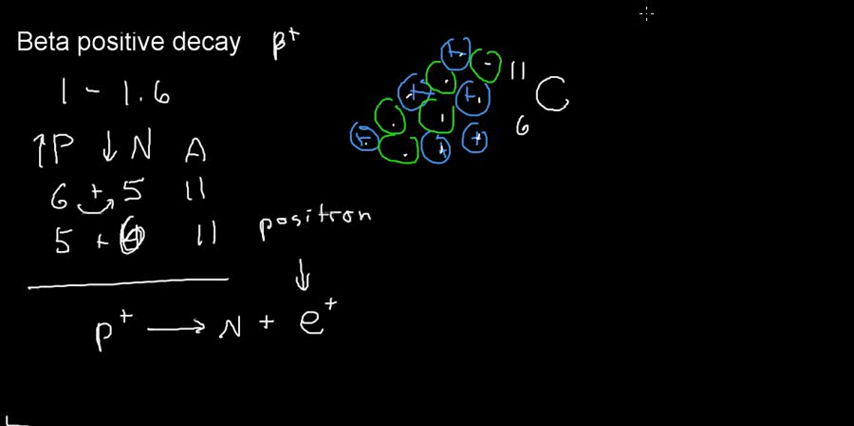 Beta positive decay β+
1 - 1.6
↑P ↓N A
6 + 5 11
5 + 6 11
positron
↓
p+ → N + e+
11
C
6